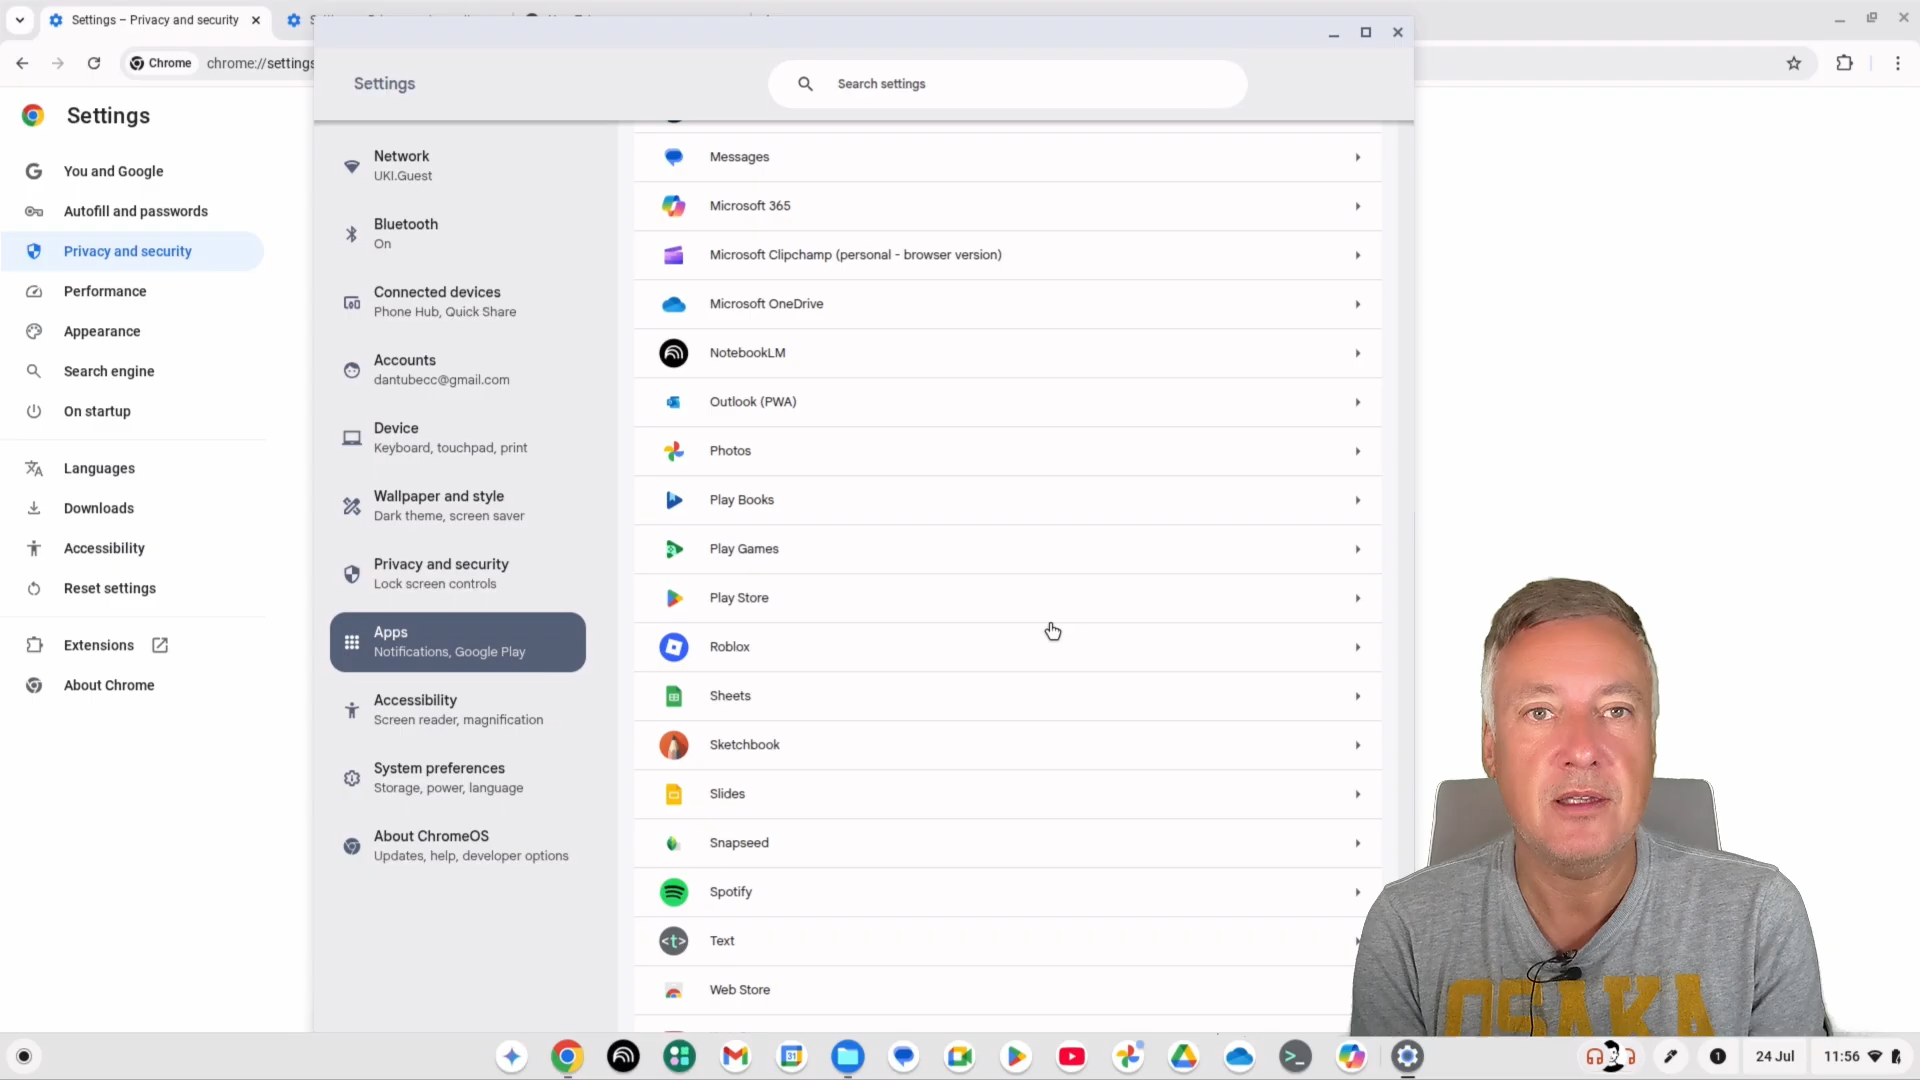 Settings – Privacy and security
chrome://settings
Chrome
Settings
You and Google
Autofill and passwords
Privacy and security
Performance
Appearance
Search engine
On startup
Languages
Downloads
Accessibility
Reset settings
Extensions
About Chrome
Settings
Search settings
Network
UKI.Guest
Bluetooth
On
Connected devices
Phone Hub, Quick Share
Accounts
dantubecc@gmail.com
Device
Keyboard, touchpad, print
Wallpaper and style
Dark theme, screen saver
Privacy and security
Lock screen controls
Apps
Notifications, Google Play
Accessibility
Screen reader, magnification
System preferences
Storage, power, language
About ChromeOS
Updates, help, developer options
Messages
Microsoft 365
Microsoft Clipchamp (personal - browser version)
Microsoft OneDrive
NotebookLM
Outlook (PWA)
Photos
Play Books
Play Games
Play Store
Roblox
Sheets
Sketchbook
Slides
Snapseed
Spotify
<t> Text
Web Store
OSAKA
31
>_
1
24 Jul
11:56